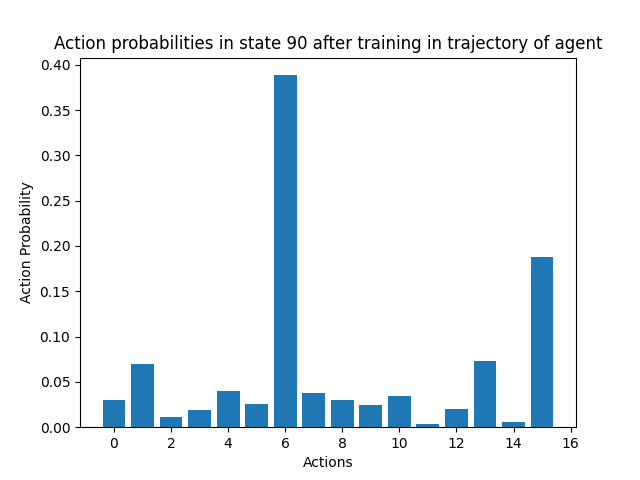 Action probabilities in state 90 after training in trajectory of agent
0.40
0.35
0.30
0.25
0.20
0.15
0.10
0.05
0.00
Action Probability
0 2 4 6 8 10 12 14 16
Actions